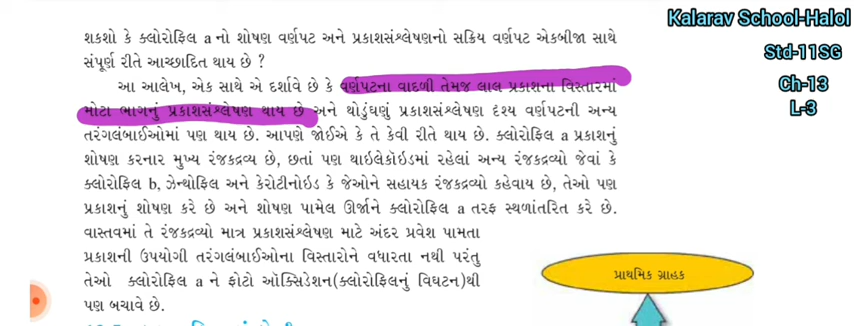 Kalarav School-Halol
Std-11SG
Ch-13
L-3
શકશો કે ક્લોરોફિલ a નો શોષણ વર્ણપટ અને પ્રકાશસંશ્લેષણનો સક્રિય વર્ણપટ એકબીજા સાથે
સંપૂર્ણ રીતે આચ્છાદિત થાય છે ?
આ આલેખ, એક સાથે એ દર્શાવે છે કે વર્ણપટના વાદળી તેમજ લાલ પ્રકાશના વિસ્તારમાં
મોટા ભાગનું પ્રકાશસંશ્લેષણ થાય છે અને થોડુંઘણું પ્રકાશસંશ્લેષણ દૃશ્ય વર્ણપટની અન્ય
તરંગલંબાઈઓમાં પણ થાય છે. આપણે જોઈએ કે તે કેવી રીતે થાય છે. ક્લોરોફિલ a પ્રકાશનું
શોષણ કરનાર મુખ્ય રંજકદ્રવ્ય છે, છતાં પણ થાઇલેકૉઇડમાં રહેલાં અન્ય રંજકદ્રવ્યો જેવાં કે
ક્લોરોફિલ b, ઝેન્થોફિલ અને કેરોટીનોઇડ કે જેઓને સહાયક રંજકદ્રવ્યો કહેવાય છે, તેઓ પણ
પ્રકાશનું શોષણ કરે છે અને શોષણ પામેલ ઊર્જાને ક્લોરોફિલ a તરફ સ્થળાંતરિત કરે છે.
વાસ્તવમાં તે રંજકદ્રવ્યો માત્ર પ્રકાશસંશ્લેષણ માટે અંદર પ્રવેશ પામતા
પ્રકાશની ઉપયોગી તરંગલંબાઈઓના વિસ્તારોને વધારતા નથી પરંતુ
તેઓ ક્લોરોફિલ a ને ફોટો ઑક્સિડેશન(ક્લોરોફિલનું વિઘટન)થી
પણ બચાવે છે.
પ્રાથમિક ગ્રાહક